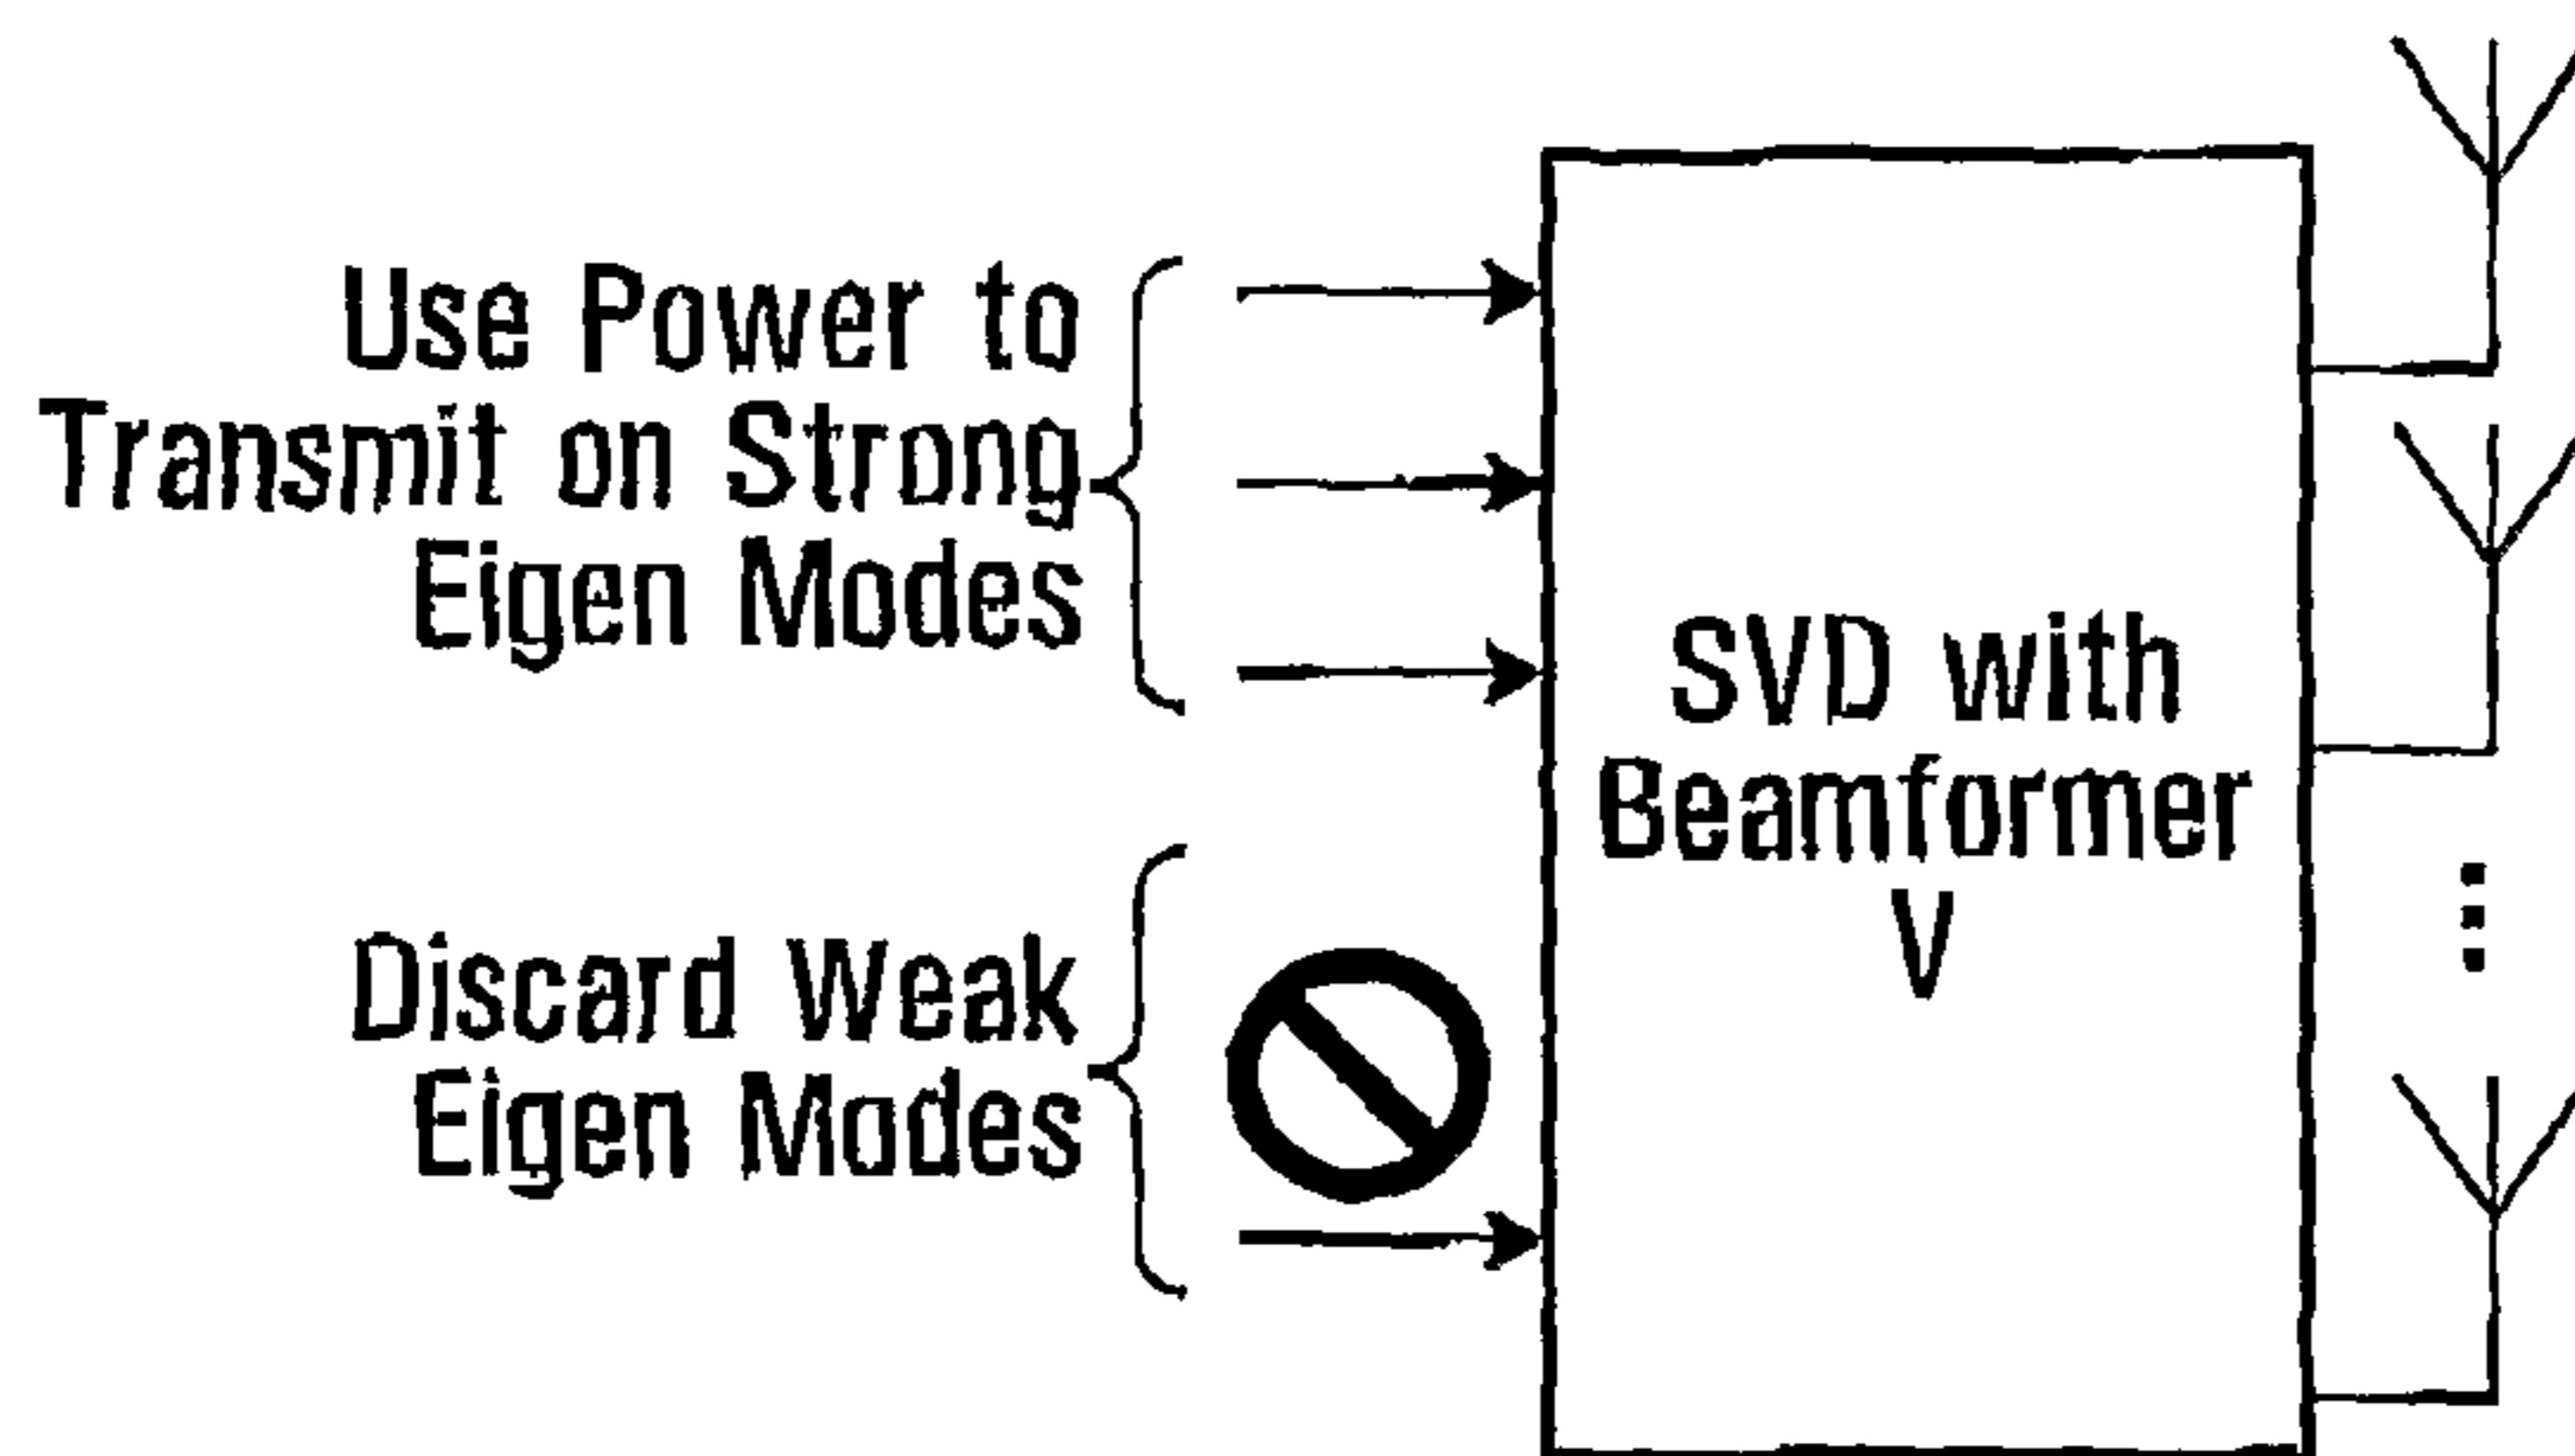 Use Power to
Transmit on Strong
Eigen Modes
Discard Weak
Eigen Modes
SVD with
Beamformer
V